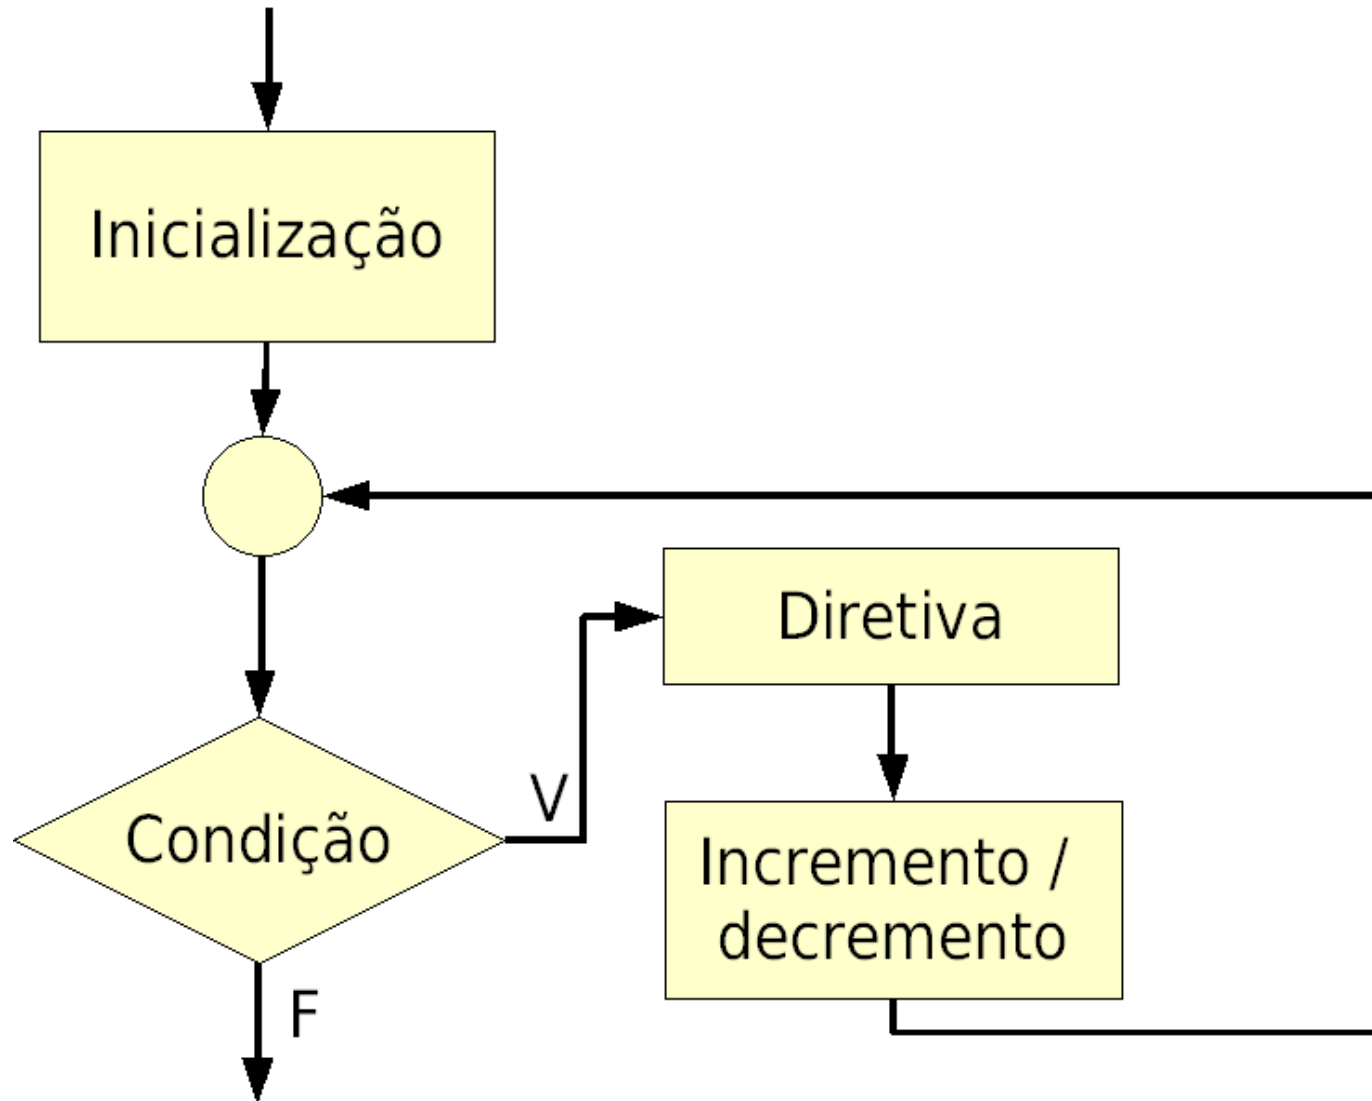 Inicialização
Diretiva
V
Condição
Incremento /
decremento
F